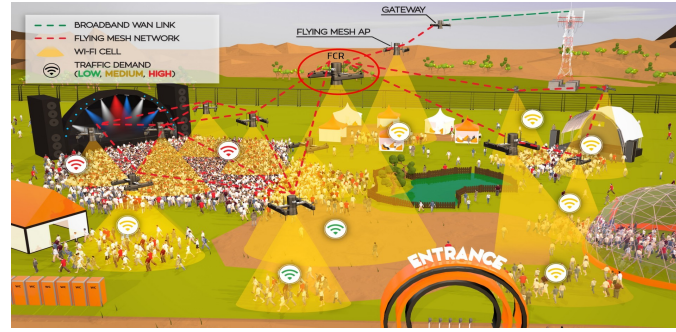 GATEWAY
BROADBAND WAN LINK
FLYING MESH NETWORK
WI-FI CELL
TRAFFIC DEMAND
(LOW, MEDIUM, HIGH)
FLYING MESH AP
FCR
ENTRANCE